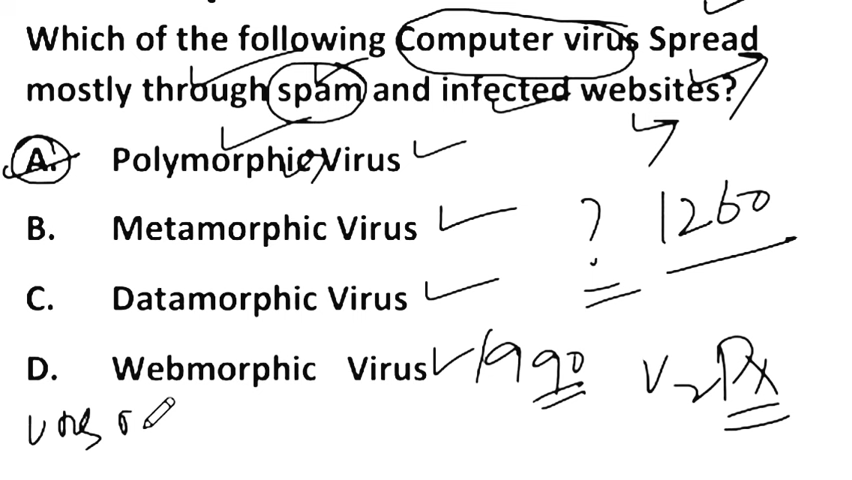 Which of the following Computer virus Spread
mostly through spam and infected websites?
A. Polymorphic Virus
B. Metamorphic Virus ? 1260
C. Datamorphic Virus
D. Webmorphic Virus 1990 V2Px